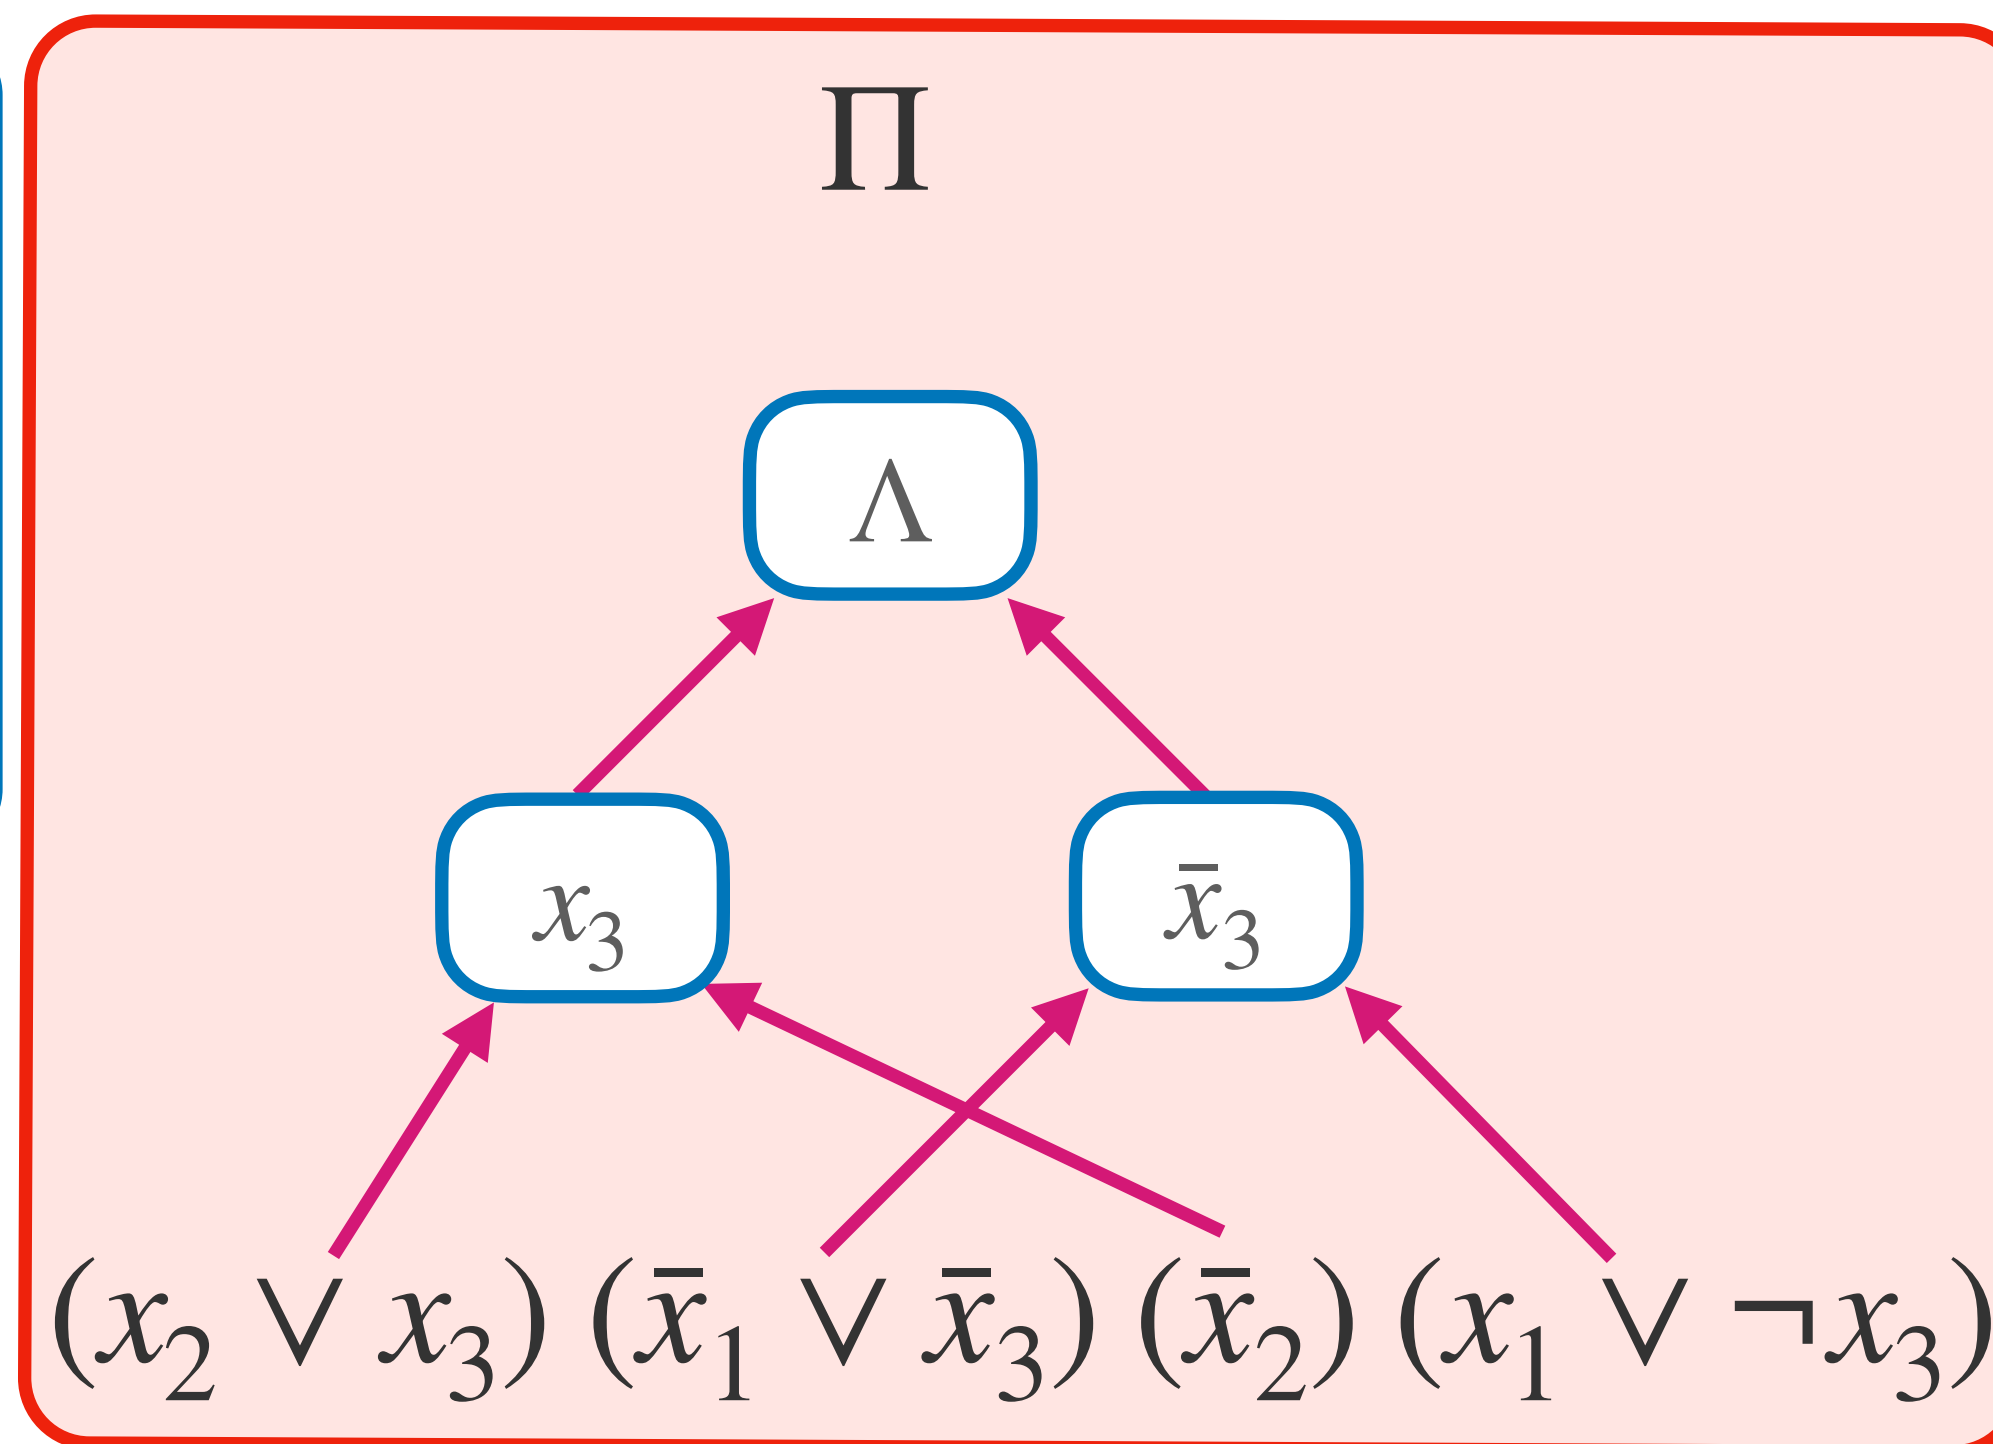 Π
Λ
x₃ x̄₃
(x₂ ∨ x₃) (x̄₁ ∨ x̄₃) (x̄₂) (x₁ ∨ ¬x₃)